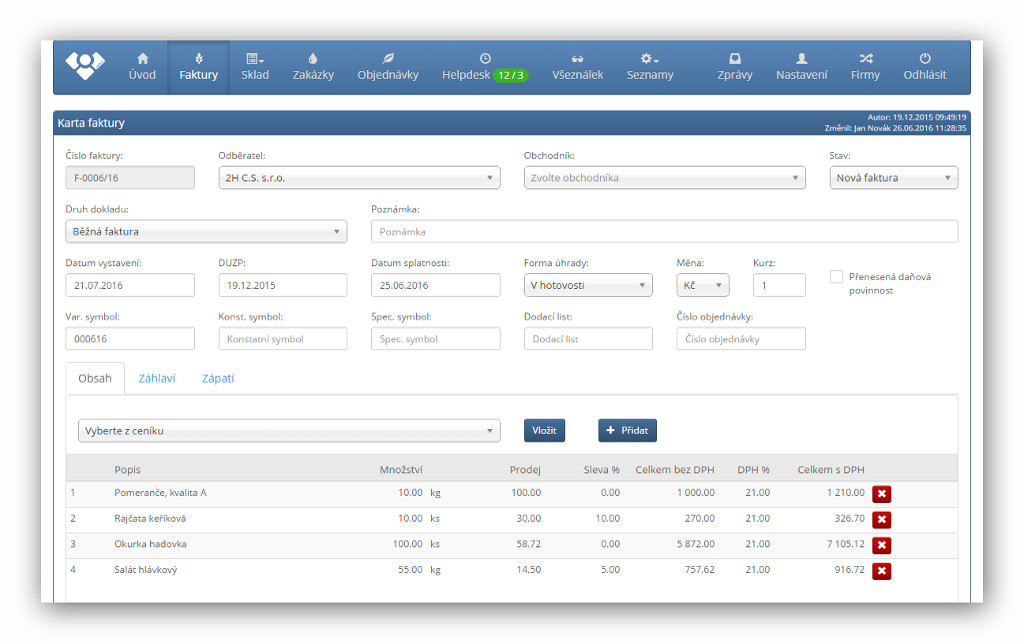 Úvod Faktury Sklad Zakázky Objednávky Helpdesk 12 / 3 Všeználek Seznamy Zprávy Nastavení Firmy Odhlásit
Karta faktury
Autor: 19.12.2015 09:49:19
Změnil: Jan Novák 26.06.2016 11:28:35
Číslo faktury: Odběratel: Obchodník: Stav:
F-0006/16 2H C.S. s.r.o. Zvolte obchodníka Nová faktura
Druh dokladu: Poznámka:
Běžná faktura Poznámka
Datum vystavení: DUZP: Datum splatnosti: Forma úhrady: Měna: Kurz:
21.07.2016 19.12.2015 25.06.2016 V hotovosti Kč 1 Přenesená daňová
povinnost
Var. symbol: Konst. symbol: Spec. symbol: Dodací list: Číslo objednávky:
000616 Konstatní symbol Spec. symbol Dodací list Číslo objednávky
Obsah Záhlaví Zápatí
Vyberte z ceníku Vložit + Přidat
Popis Množství Prodej Sleva % Celkem bez DPH DPH % Celkem s DPH
1 Pomeranče, kvalita A 10.00 kg 100.00 0.00 1 000.00 21.00 1 210.00
2 Rajčata keříková 10.00 ks 30.00 10.00 270.00 21.00 326.70
3 Okurka hadovka 100.00 ks 58.72 0.00 5 872.00 21.00 7 105.12
4 Salát hlávkový 55.00 kg 14.50 5.00 757.62 21.00 916.72